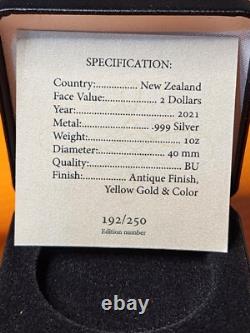 SPECIFICATION:
Country:................. New Zealand
Face Value:............. 2 Dollars
Year:............................ 2021
Metal:.................. .999 Silver
Weight:........................... 1oz
Diameter:................... 40 mm
Quality:........................... BU
Finish:............ Antique Finish,
Yellow Gold & Color
192/250
Edition number